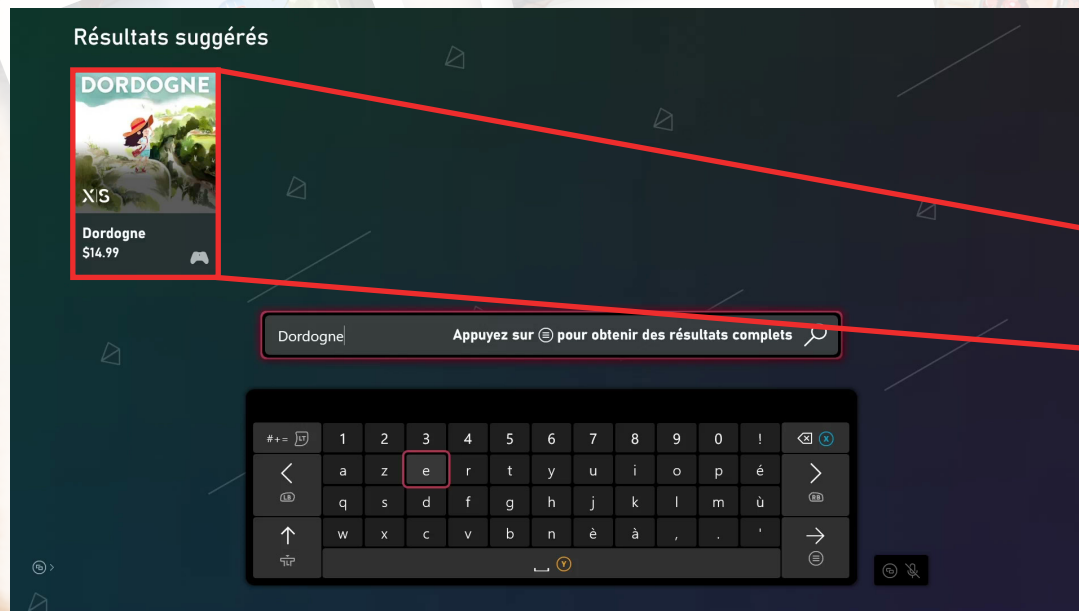 Résultats suggérés
DORDOGNE
X|S
Dordogne
$14.99
Dordogne
Appuyez sur ☰ pour obtenir des résultats complets
#+= LT 1 2 3 4 5 6 7 8 9 0 ! X
a z e r t y u i o p é
LB q s d f g h j k l m ù RB
w x c v b n è à , . '
Y